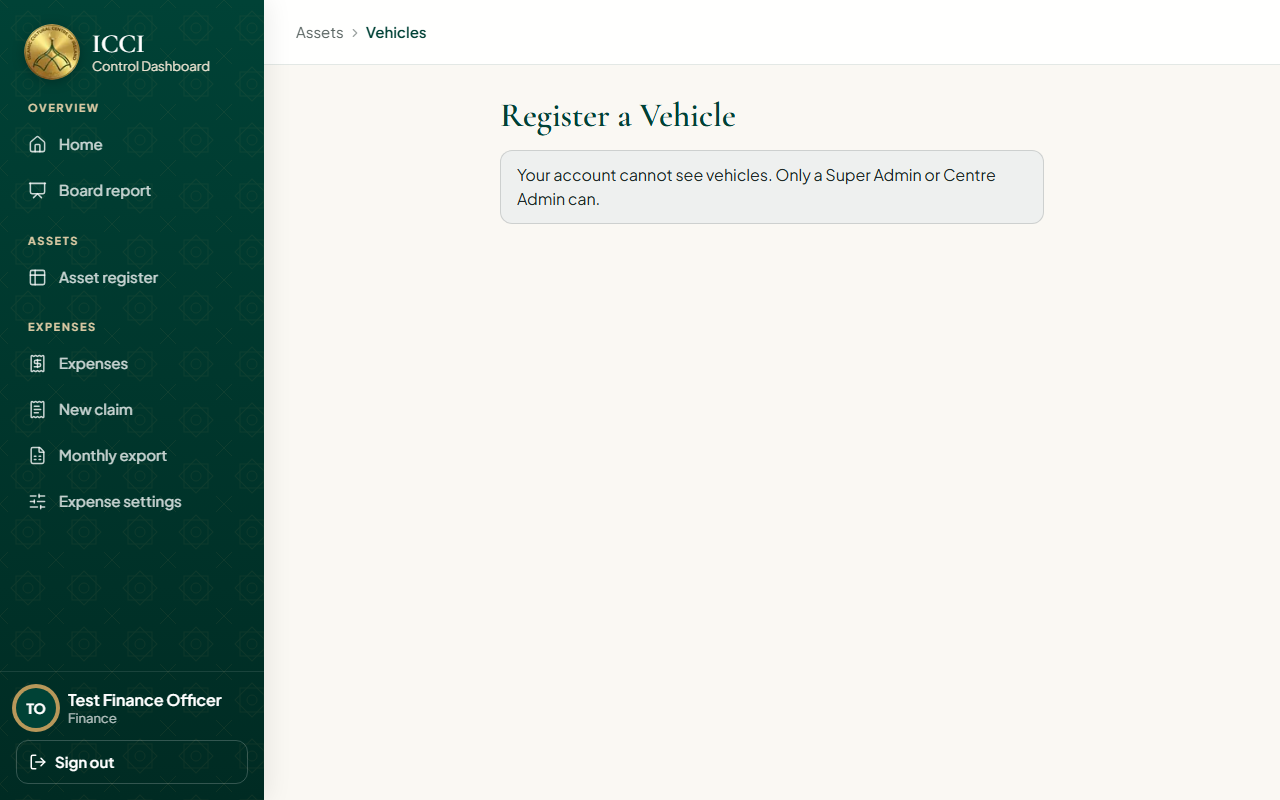 ICCI
Control Dashboard
OVERVIEW
Home
Board report
ASSETS
Asset register
EXPENSES
Expenses
New claim
Monthly export
Expense settings
TO
Test Finance Officer
Finance
Sign out
Assets > Vehicles
Register a Vehicle
Your account cannot see vehicles. Only a Super Admin or Centre
Admin can.